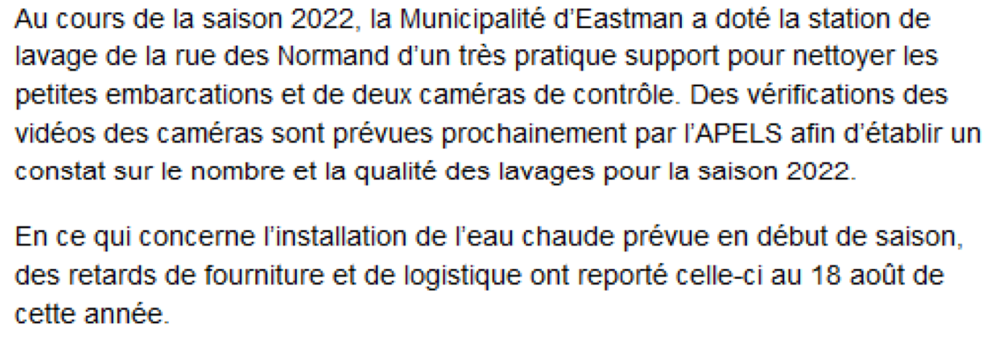 Au cours de la saison 2022, la Municipalité d'Eastman a doté la station de
lavage de la rue des Normand d'un très pratique support pour nettoyer les
petites embarcations et de deux caméras de contrôle. Des vérifications des
vidéos des caméras sont prévues prochainement par l'APELS afin d'établir un
constat sur le nombre et la qualité des lavages pour la saison 2022.
En ce qui concerne l'installation de l'eau chaude prévue en début de saison,
des retards de fourniture et de logistique ont reporté celle-ci au 18 août de
cette année.